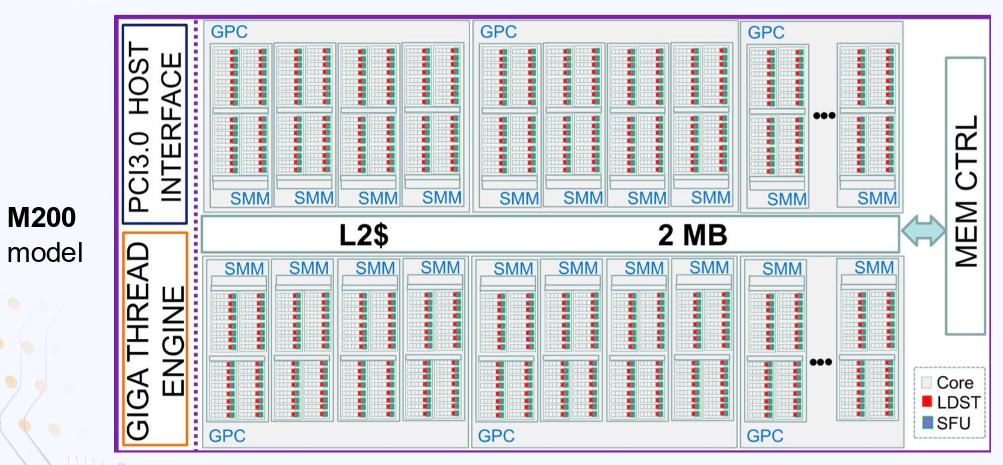 M200
model
PCI3.0 HOST
INTERFACE
GIGA THREAD
ENGINE
GPC
GPC
GPC
SMM SMM SMM SMM
SMM SMM SMM SMM
SMM SMM
L2$ 2 MB
MEM CTRL
SMM SMM SMM SMM
SMM SMM SMM SMM
SMM SMM
GPC
GPC
GPC
Core
LDST
SFU